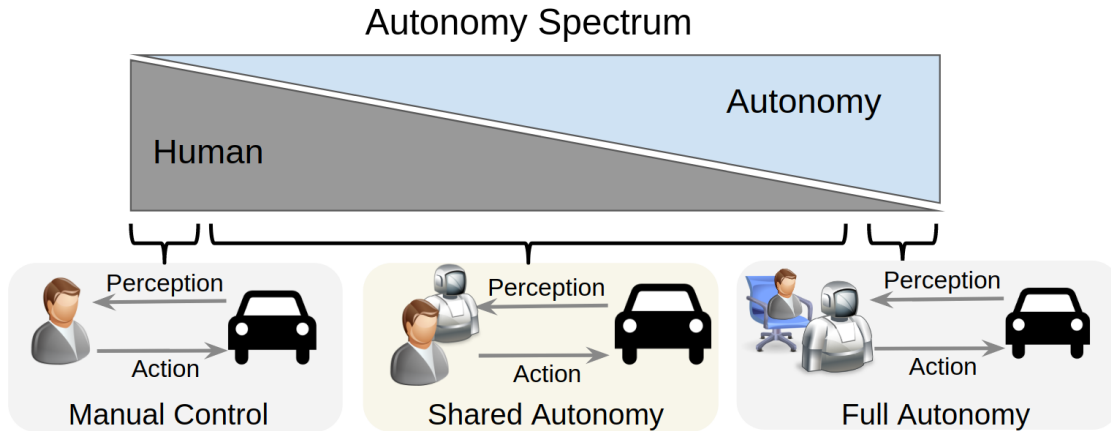 Autonomy Spectrum
Autonomy
Human
Perception
Action
Manual Control
Perception
Action
Shared Autonomy
Perception
Action
Full Autonomy